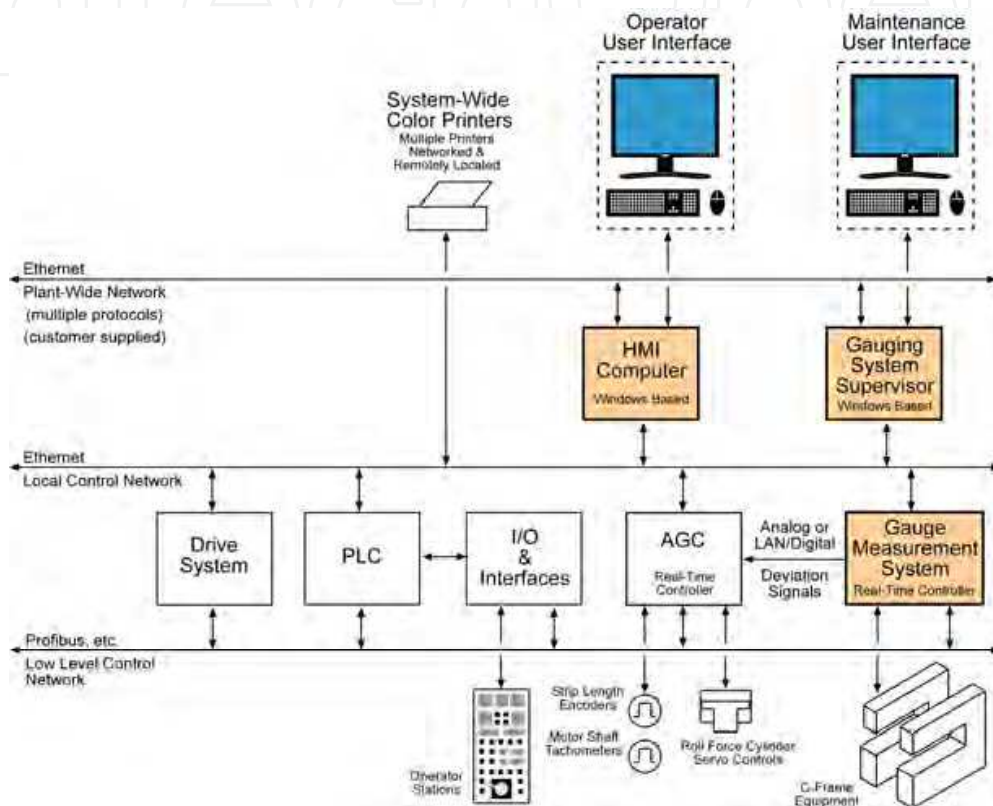 Operator
User Interface
Maintenance
User Interface
System-Wide
Color Printers
Multiple Printers
Networked &
Remotely Located
Ethernet
Plant-Wide Network
(multiple protocols)
(customer supplied)
HMI
Computer
Windows Based
Gauging
System
Supervisor
Windows Based
Ethernet
Local Control Network
Drive
System
PLC
I/O
&
Interfaces
AGC
Real-Time
Controller
Analog or
LAN/Digital
Deviation
Signals
Gauge
Measurement
System
Real-Time Controller
Profibus, etc.
Low Level Control
Network
Operator
Stations
Strip Length
Encoders
Motor Shaft
Tachometers
Roll Force Cylinder
Servo Controls
C-Frame
Equipment